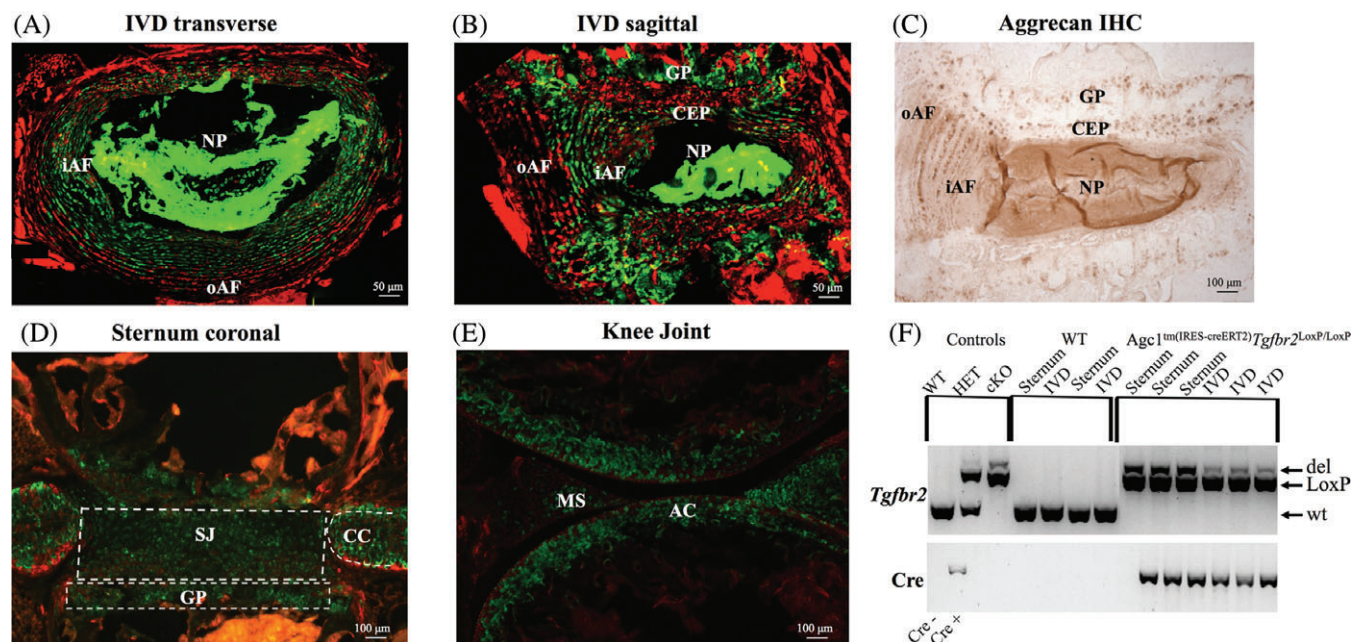 (A) IVD transverse
NP
iAF
oAF
50 µm
(B) IVD sagittal
GP
CEP
NP
oAF
iAF
50 µm
(C) Aggrecan IHC
GP
oAF
CEP
iAF
NP
100 µm
(D) Sternum coronal
SJ
CC
GP
100 µm
(E) Knee Joint
MS
AC
100 µm
(F)
Controls WT Agc1tm(IRES-creERT2)Tgfbr2LoxP/LoxP
WT HET cKO Sternum IVD Sternum IVD Sternum Sternum Sternum IVD IVD IVD
Tgfbr2
del
LoxP
wt
Cre
Cre - Cre +